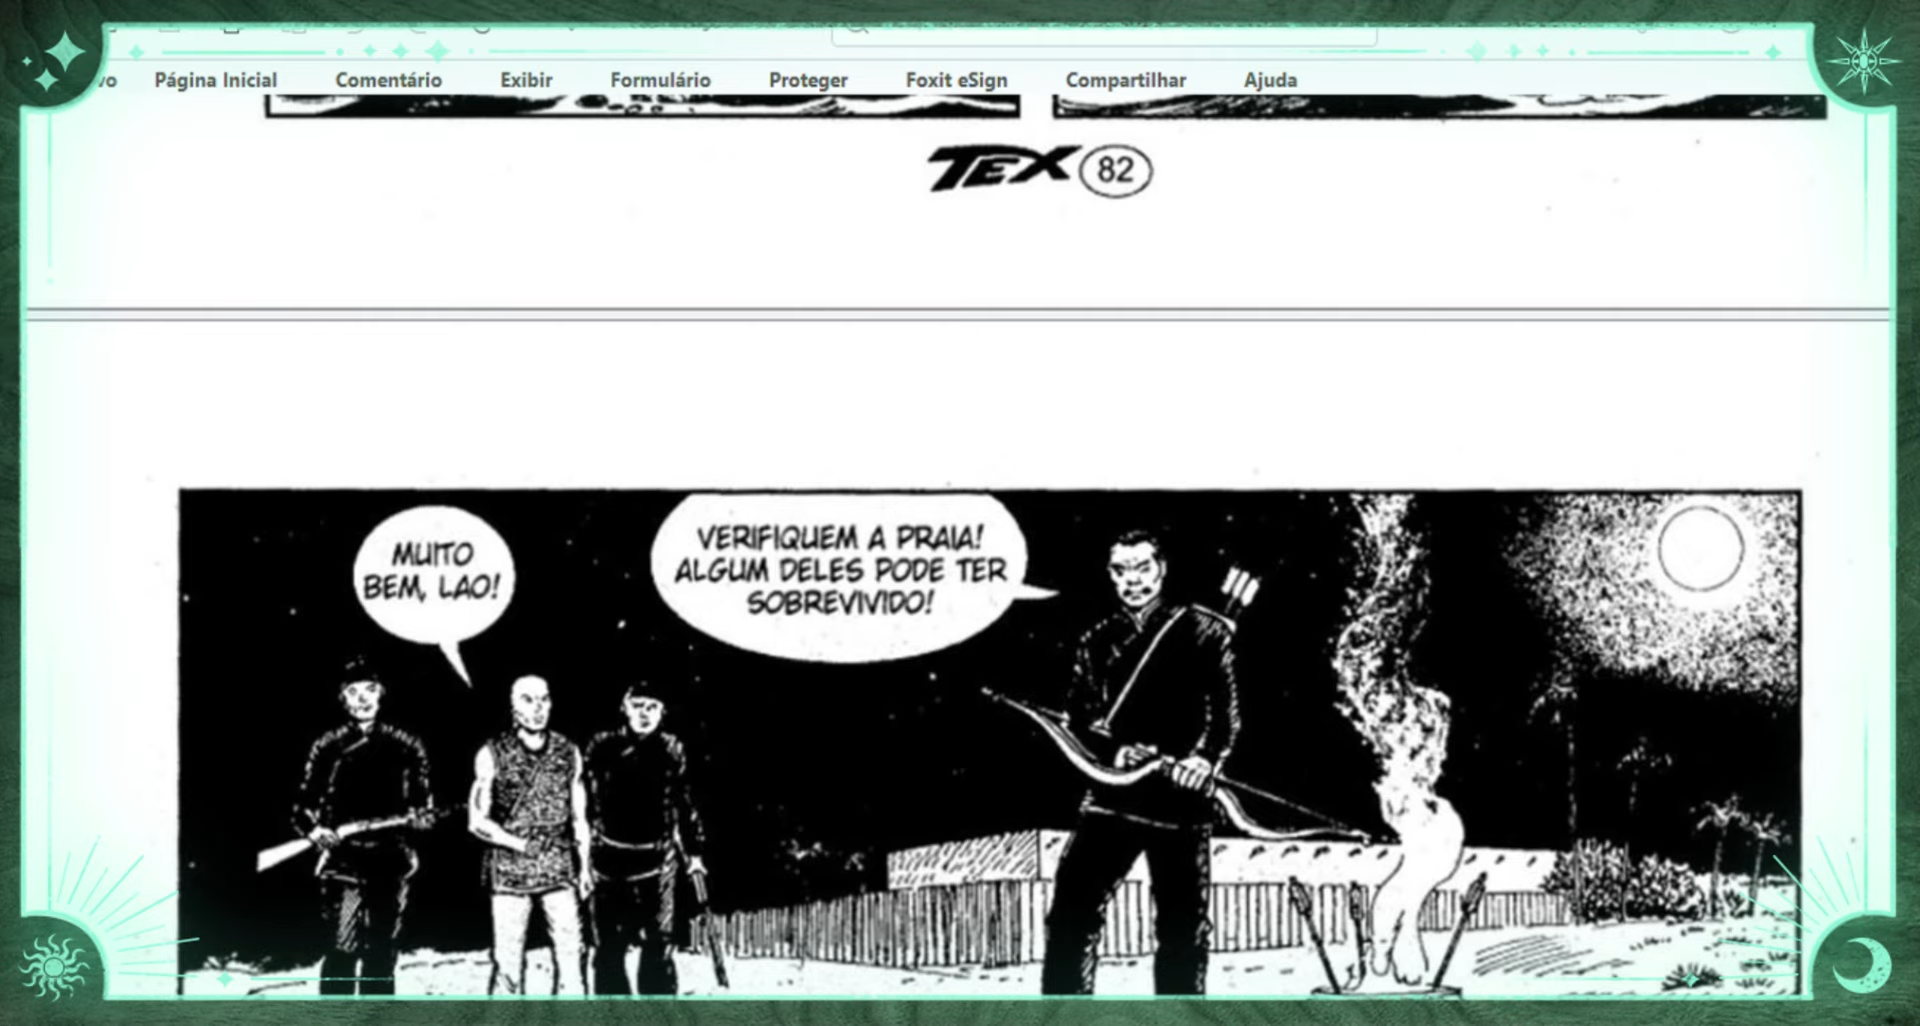 Página Inicial Comentário Exibir Formulário Proteger Foxit eSign Compartilhar Ajuda
TEX 82
MUITO
BEM, LAO!
VERIFIQUEM A PRAIA!
ALGUM DELES PODE TER
SOBREVIVIDO!